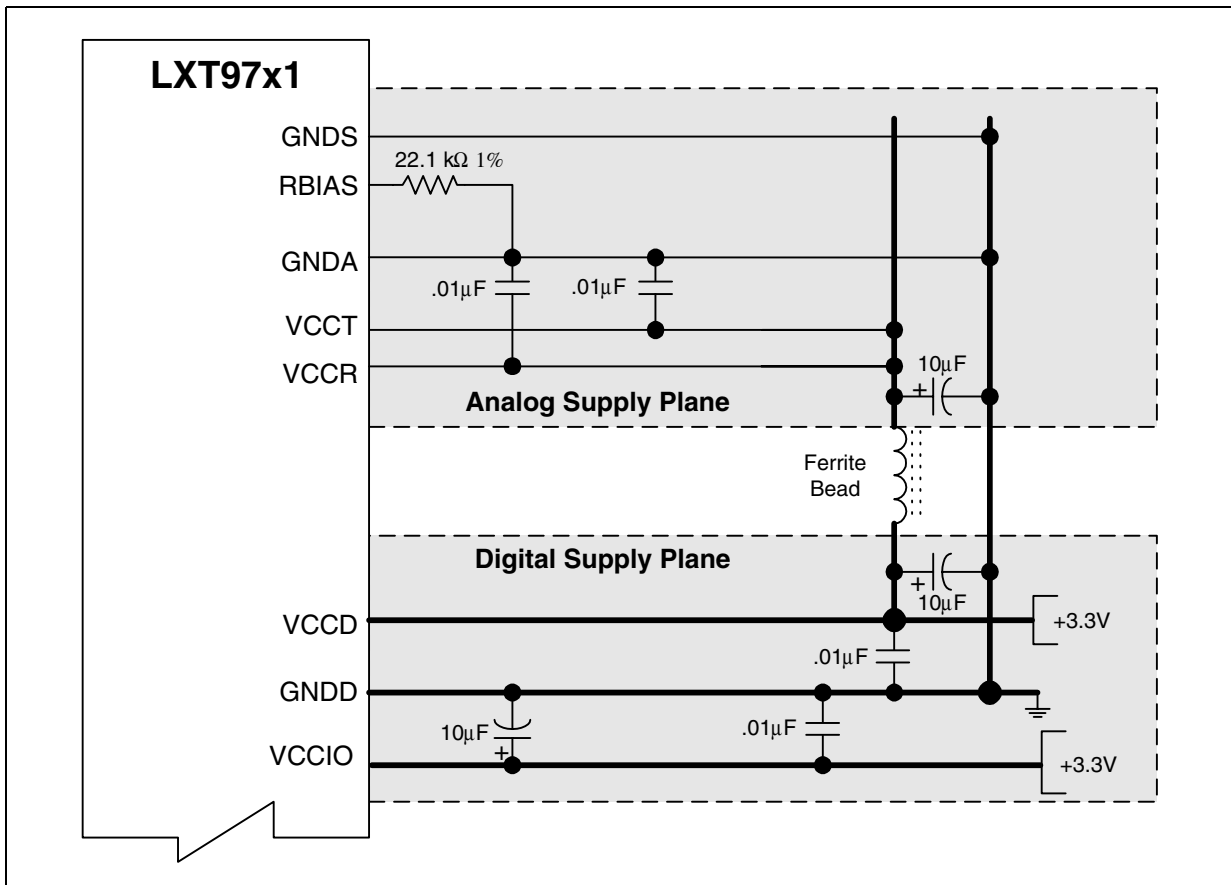 LXT97x1
GNDS
22.1 kΩ 1%
RBIAS
GNDA
.01µF
.01µF
VCCT
VCCR
10µF
+
Analog Supply Plane
Ferrite
Bead
Digital Supply Plane
+
10µF
VCCD
+3.3V
.01µF
GNDD
10µF
+
.01µF
VCCIO
+3.3V